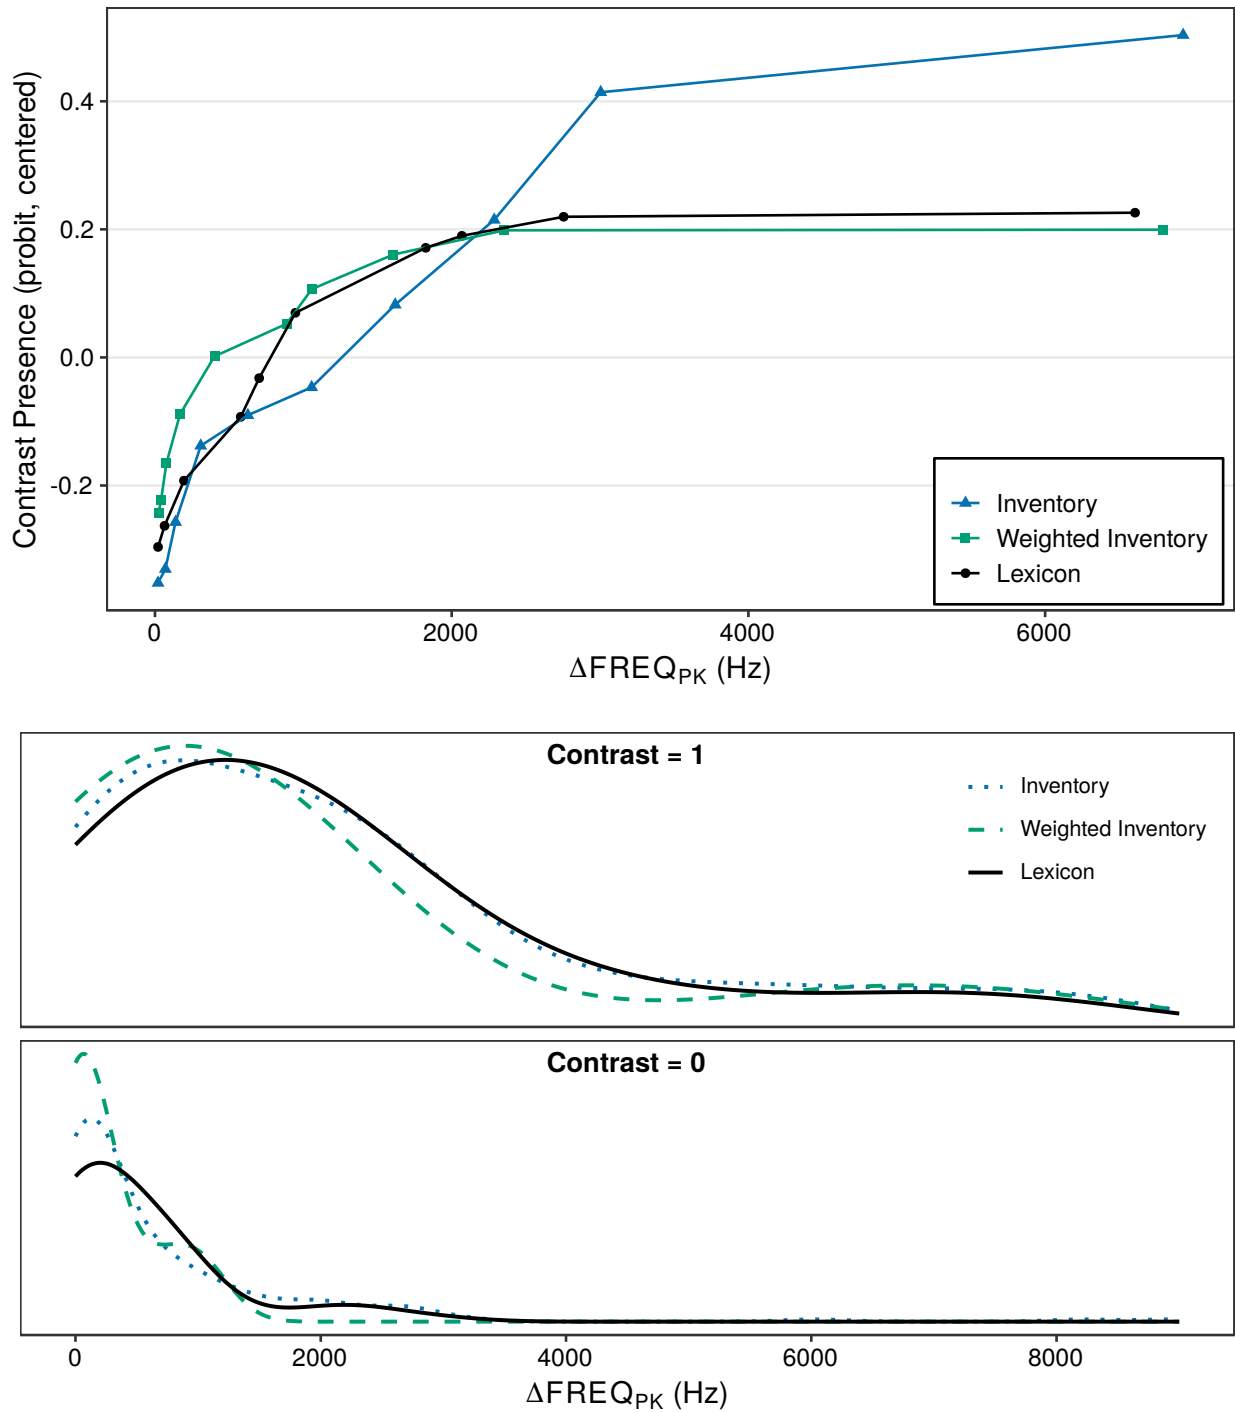 Contrast Presence (probit, centered)
0.4
0.2
0.0
-0.2
Inventory
Weighted Inventory
Lexicon
0 2000 4000 6000
ΔFREQPK (Hz)
Contrast = 1
Inventory
Weighted Inventory
Lexicon
Contrast = 0
0 2000 4000 6000 8000
ΔFREQPK (Hz)